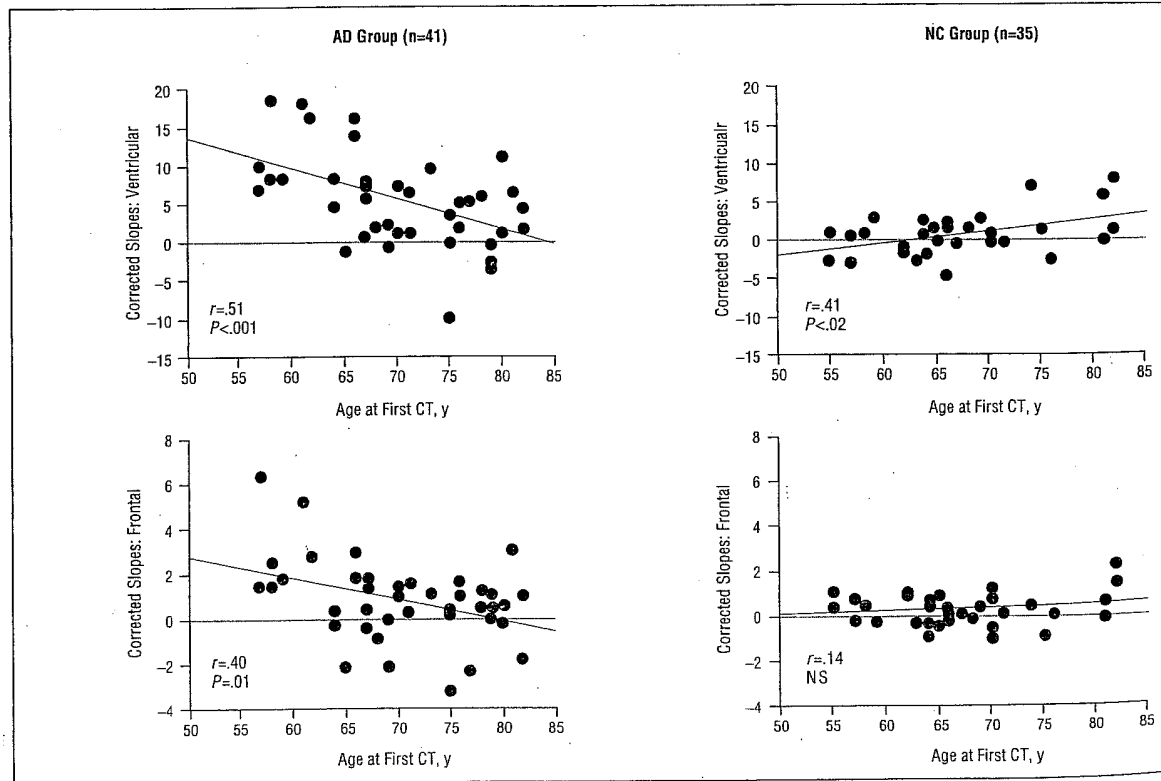 AD Group (n=41)
NC Group (n=35)
Corrected Slopes: Ventricular
20
15
10
5
0
−5
−10
−15
r=.51
P<.001
50 55 60 65 70 75 80 85
Age at First CT, y
Corrected Slopes: Ventricualr
20
15
10
5
0
−5
−10
−15
r=.41
P<.02
50 55 60 65 70 75 80 85
Age at First CT, y
Corrected Slopes: Frontal
8
6
4
2
0
−2
−4
r=.40
P=.01
50 55 60 65 70 75 80 85
Age at First CT, y
Corrected Slopes: Frontal
8
6
4
2
0
−2
−4
r=.14
NS
50 55 60 65 70 75 80 85
Age at First CT, y